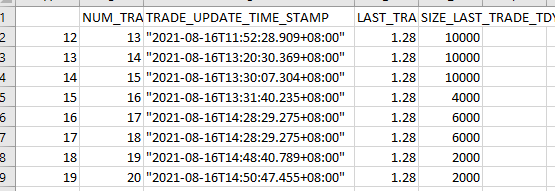 1 NUM_TRA TRADE_UPDATE_TIME_STAMP LAST_TRA SIZE_LAST_TRADE_TDY
2 12 13 "2021-08-16T11:52:28.909+08:00" 1.28 10000
3 13 14 "2021-08-16T13:20:30.369+08:00" 1.28 10000
4 14 15 "2021-08-16T13:30:07.304+08:00" 1.28 10000
5 15 16 "2021-08-16T13:31:40.235+08:00" 1.28 4000
6 16 17 "2021-08-16T14:28:29.275+08:00" 1.28 6000
7 17 18 "2021-08-16T14:28:29.275+08:00" 1.28 6000
8 18 19 "2021-08-16T14:48:40.789+08:00" 1.28 2000
9 19 20 "2021-08-16T14:50:47.455+08:00" 1.28 2000